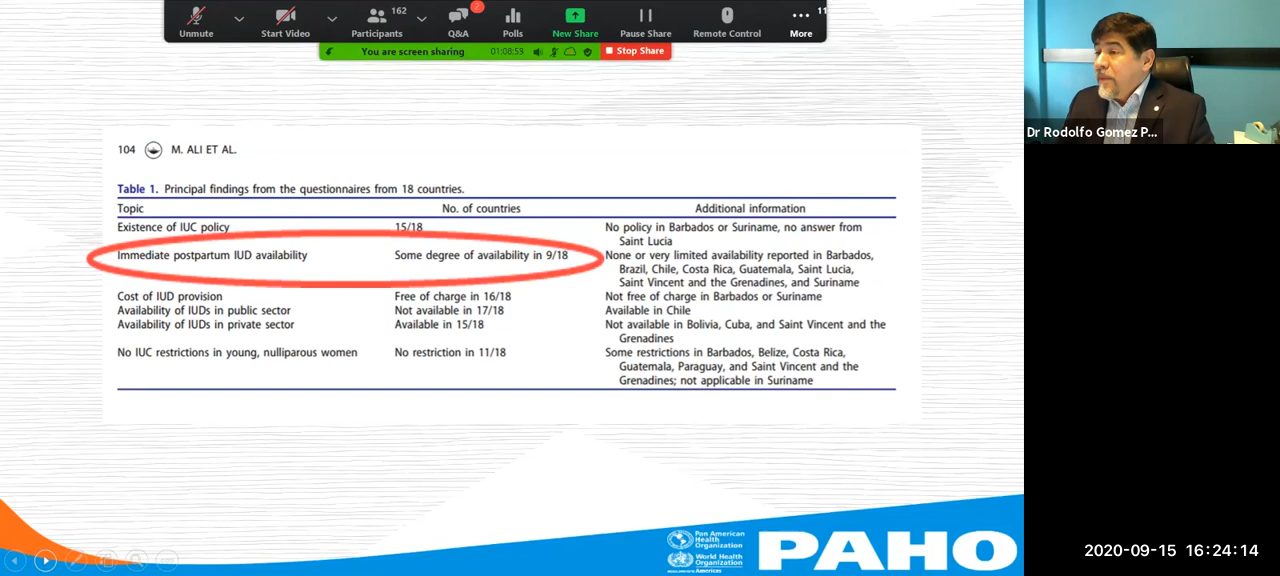 162
2
11
Unmute
Start Video
Participants
Q&A
Polls
New Share
Pause Share
Remote Control
More
You are screen sharing
01:08:53
Stop Share
Dr Rodolfo Gomez P...
104 M. ALI ET AL.
Table 1. Principal findings from the questionnaires from 18 countries.
Topic No. of countries Additional information
Existence of IUC policy 15/18 No policy in Barbados or Suriname, no answer from
Saint Lucia
Immediate postpartum IUD availability Some degree of availability in 9/18 None or very limited availability reported in Barbados,
Brazil, Chile, Costa Rica, Guatemala, Saint Lucia,
Saint Vincent and the Grenadines, and Suriname
Cost of IUD provision Free of charge in 16/18 Not free of charge in Barbados or Suriname
Availability of IUDs in public sector Not available in 17/18 Available in Chile
Availability of IUDs in private sector Available in 15/18 Not available in Bolivia, Cuba, and Saint Vincent and the
Grenadines
No IUC restrictions in young, nulliparous women No restriction in 11/18 Some restrictions in Barbados, Belize, Costa Rica,
Guatemala, Paraguay, and Saint Vincent and the
Grenadines; not applicable in Suriname
Pan American
Health
Organization
World Health
Organization
Americas
PAHO
2020-09-15 16:24:14